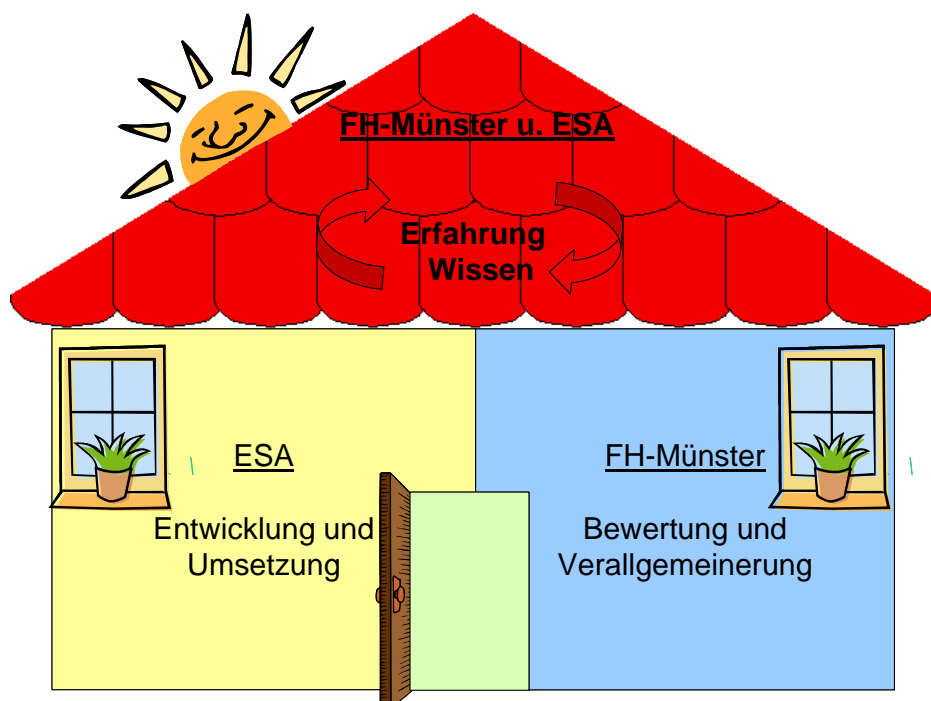 FH-Münster u. ESA
Erfahrung
Wissen
ESA
Entwicklung und
Umsetzung
FH-Münster
Bewertung und
Verallgemeinerung